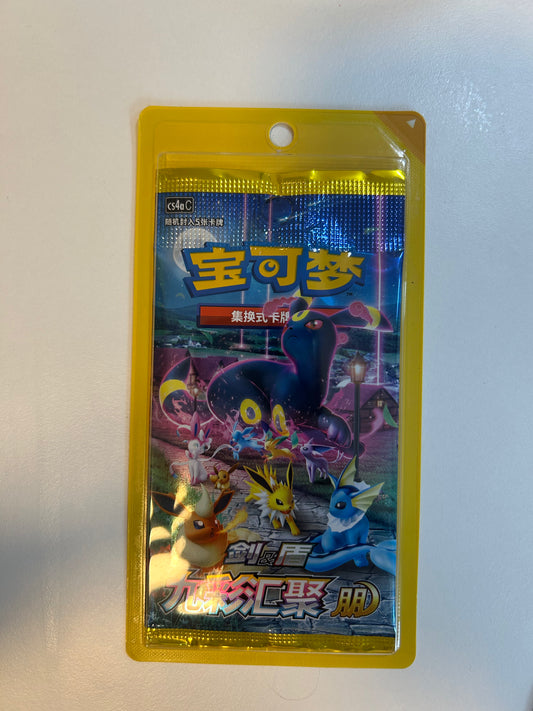 cs4a C
随机封入5张卡牌
宝可梦
集换式卡牌
剑&盾
九彩汇聚 朋